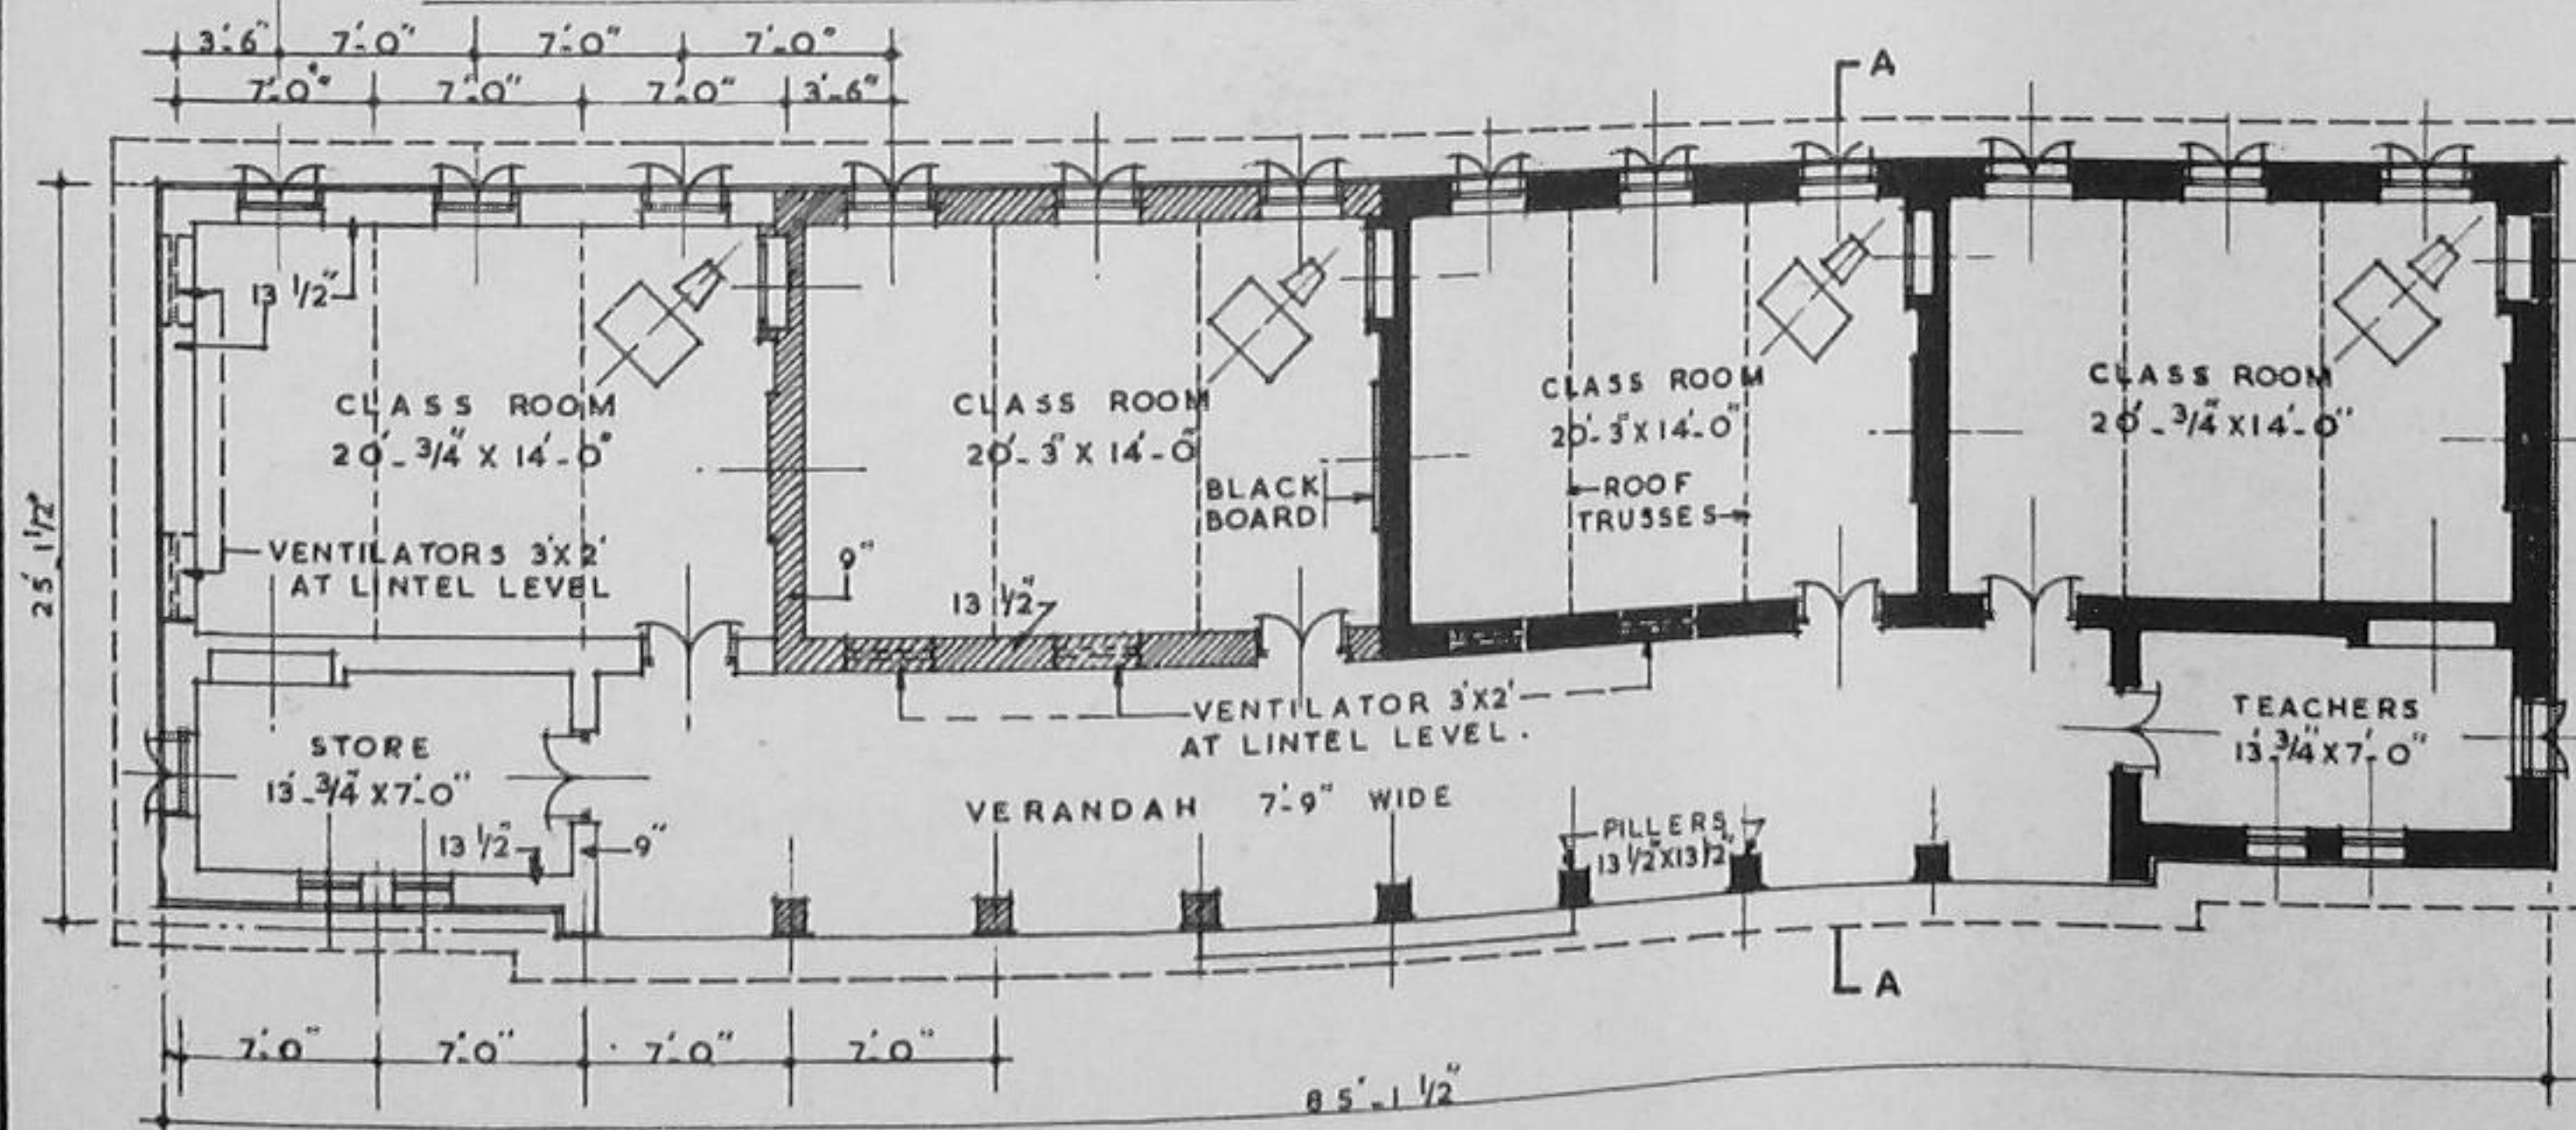 3'-6" 7'-0" 7'-0" 7'-0"
7'-0" 7'-0" 7'-0" 3'-6"
A
13 1/2"
CLASS ROOM
20'-3/4" X 14'-0"
CLASS ROOM
20'-3" X 14'-0"
CLASS ROOM
20'-3" X 14'-0"
CLASS ROOM
20'-3/4" X 14'-0"
BLACK
BOARD
ROOF
TRUSSES
25'-1 1/2"
VENTILATORS 3'X2'
AT LINTEL LEVEL
9"
13 1/2"
VENTILATOR 3'X2'
AT LINTEL LEVEL.
STORE
13'-3/4" X 7'-0"
13 1/2"
9"
VERANDAH 7'-9" WIDE
PILLERS
13 1/2"X13 1/2"
TEACHERS
13'-3/4" X 7'-0"
A
7'-0" 7'-0" 7'-0" 7'-0"
85'-1 1/2"